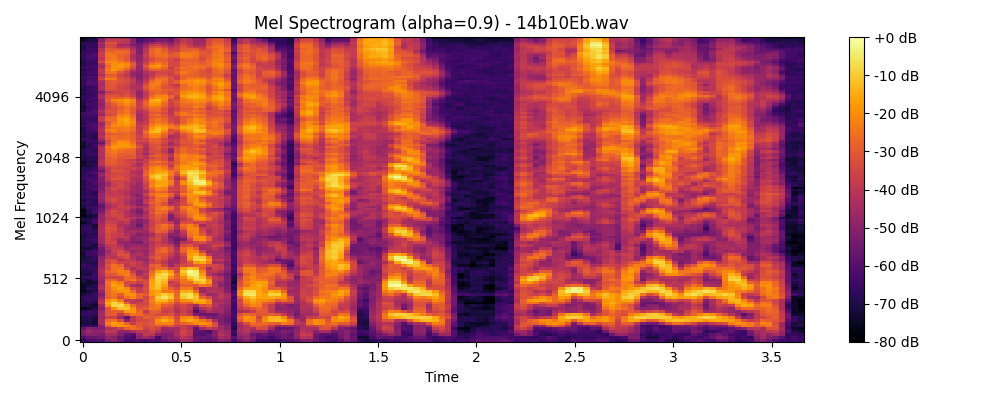 Mel Spectrogram (alpha=0.9) - 14b10Eb.wav
+0 dB
-10 dB
-20 dB
-30 dB
-40 dB
-50 dB
-60 dB
-70 dB
-80 dB
4096
2048
1024
512
0
Mel Frequency
0
0.5
1
1.5
2
2.5
3
3.5
Time